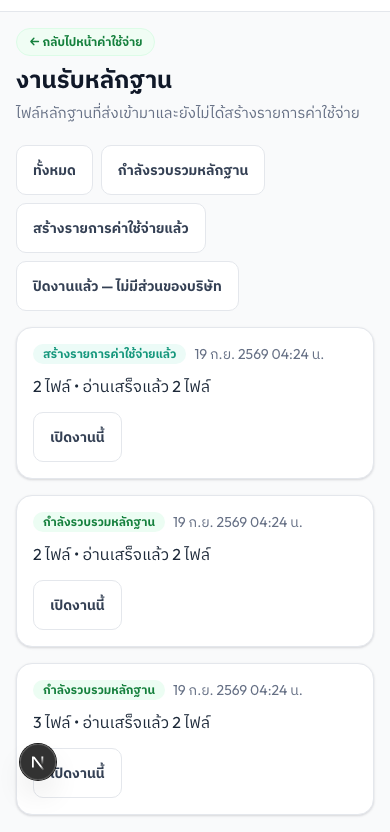 ← กลับไปหน้าค่าใช้จ่าย
งานรับหลักฐาน
ไฟล์หลักฐานที่ส่งเข้ามาและยังไม่ได้สร้างรายการค่าใช้จ่าย
ทั้งหมด
กำลังรวบรวมหลักฐาน
สร้างรายการค่าใช้จ่ายแล้ว
ปิดงานแล้ว — ไม่มีส่วนของบริษัท
สร้างรายการค่าใช้จ่ายแล้ว 19 ก.ย. 2569 04:24 น.
2 ไฟล์ • อ่านเสร็จแล้ว 2 ไฟล์
เปิดงานนี้
กำลังรวบรวมหลักฐาน 19 ก.ย. 2569 04:24 น.
2 ไฟล์ • อ่านเสร็จแล้ว 2 ไฟล์
เปิดงานนี้
กำลังรวบรวมหลักฐาน 19 ก.ย. 2569 04:24 น.
3 ไฟล์ • อ่านเสร็จแล้ว 2 ไฟล์
N เปิดงานนี้